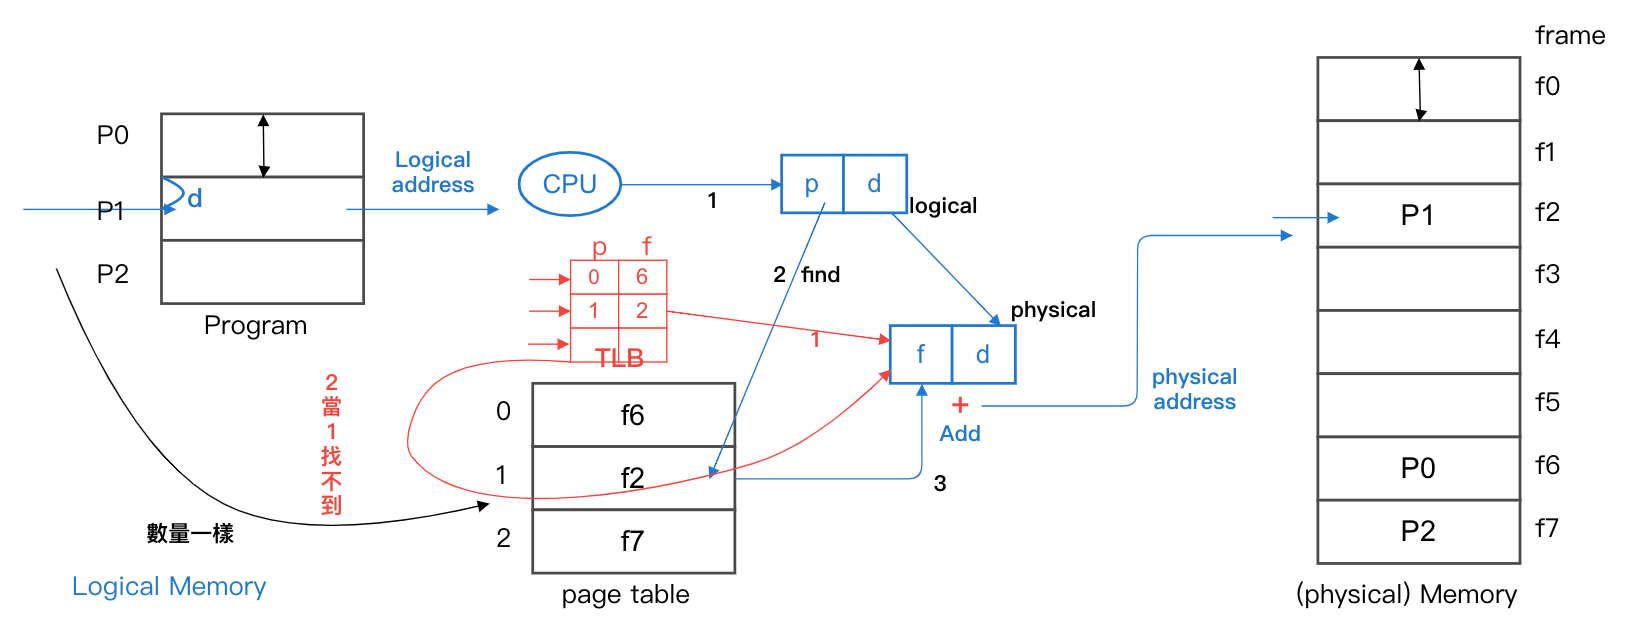 frame
f0
P0
Logical
address
CPU
1
p
d
f1
d
P1
logical
P1
f2
p
f
P2
0
6
2 find
f3
Program
1
2
physical
1
f4
TLB
f
d
2
當
1
找
不
到
physical
address
0
f6
+
Add
f5
1
f2
3
P0
f6
數量一樣
2
f7
P2
f7
Logical Memory
page table
(physical) Memory